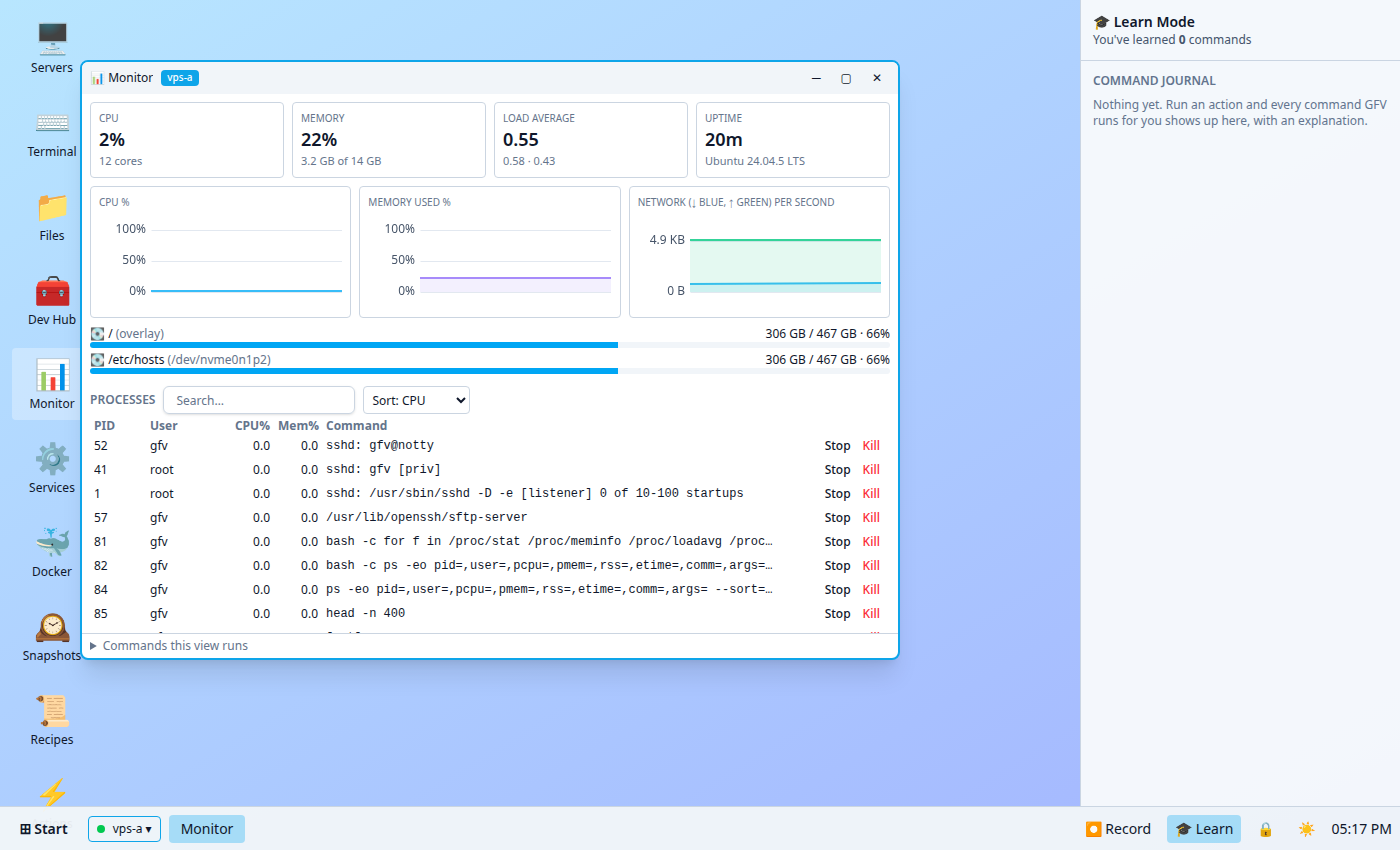 Servers
Terminal
Files
Dev Hub
Monitor
Services
Docker
Snapshots
Recipes
Monitor vps-a
CPU
2%
12 cores
MEMORY
22%
3.2 GB of 14 GB
LOAD AVERAGE
0.55
0.58 · 0.43
UPTIME
20m
Ubuntu 24.04.5 LTS
CPU %
100%
50%
0%
MEMORY USED %
100%
50%
0%
NETWORK (↓ BLUE, ↑ GREEN) PER SECOND
4.9 KB
0 B
/ (overlay) 306 GB / 467 GB · 66%
/etc/hosts (/dev/nvme0n1p2) 306 GB / 467 GB · 66%
PROCESSES Search... Sort: CPU
PID User CPU% Mem% Command
52 gfv 0.0 0.0 sshd: gfv@notty Stop Kill
41 root 0.0 0.0 sshd: gfv [priv] Stop Kill
1 root 0.0 0.0 sshd: /usr/sbin/sshd -D -e [listener] 0 of 10-100 startups Stop Kill
57 gfv 0.0 0.0 /usr/lib/openssh/sftp-server Stop Kill
81 gfv 0.0 0.0 bash -c for f in /proc/stat /proc/meminfo /proc/loadavg /proc… Stop Kill
82 gfv 0.0 0.0 bash -c ps -eo pid=,user=,pcpu=,pmem=,rss=,etime=,comm=,args=… Stop Kill
84 gfv 0.0 0.0 ps -eo pid=,user=,pcpu=,pmem=,rss=,etime=,comm=,args= --sort=… Stop Kill
85 gfv 0.0 0.0 head -n 400 Stop Kill
▶ Commands this view runs
Learn Mode
You've learned 0 commands
COMMAND JOURNAL
Nothing yet. Run an action and every command GFV
runs for you shows up here, with an explanation.
Start vps-a ▾ Monitor Record Learn 05:17 PM